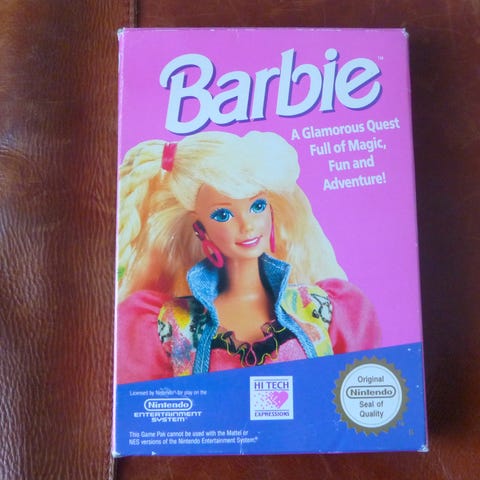 Barbie™
A Glamorous Quest
Full of Magic,
Fun and
Adventure!
Licensed by Nintendo® for play on the
Nintendo
ENTERTAINMENT
SYSTEM®
HI TECH
EXPRESSIONS
Original
Nintendo
Seal of
Quality
This Game Pak cannot be used with the Mattel or
NES versions of the Nintendo Entertainment System.®